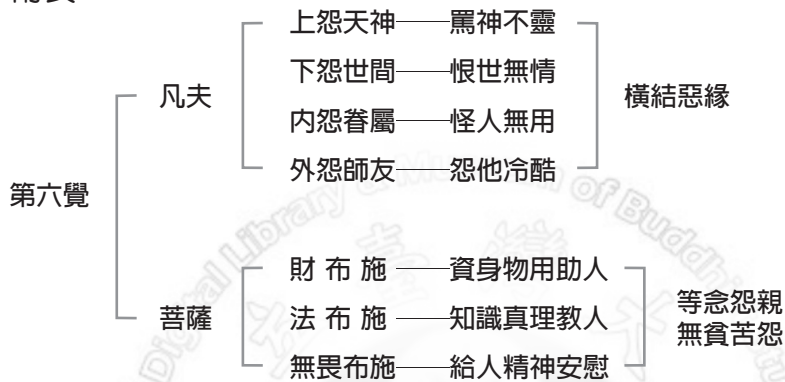 上怨天神——罵神不靈
下怨世間——恨世無情
凡夫
內怨眷屬——怪人無用
外怨師友——怨他冷酷
橫結惡緣
第六覺
財布施——資身物用助人
菩薩
法布施——知識真理教人
無畏布施——給人精神安慰
等念怨親
無貧苦怨